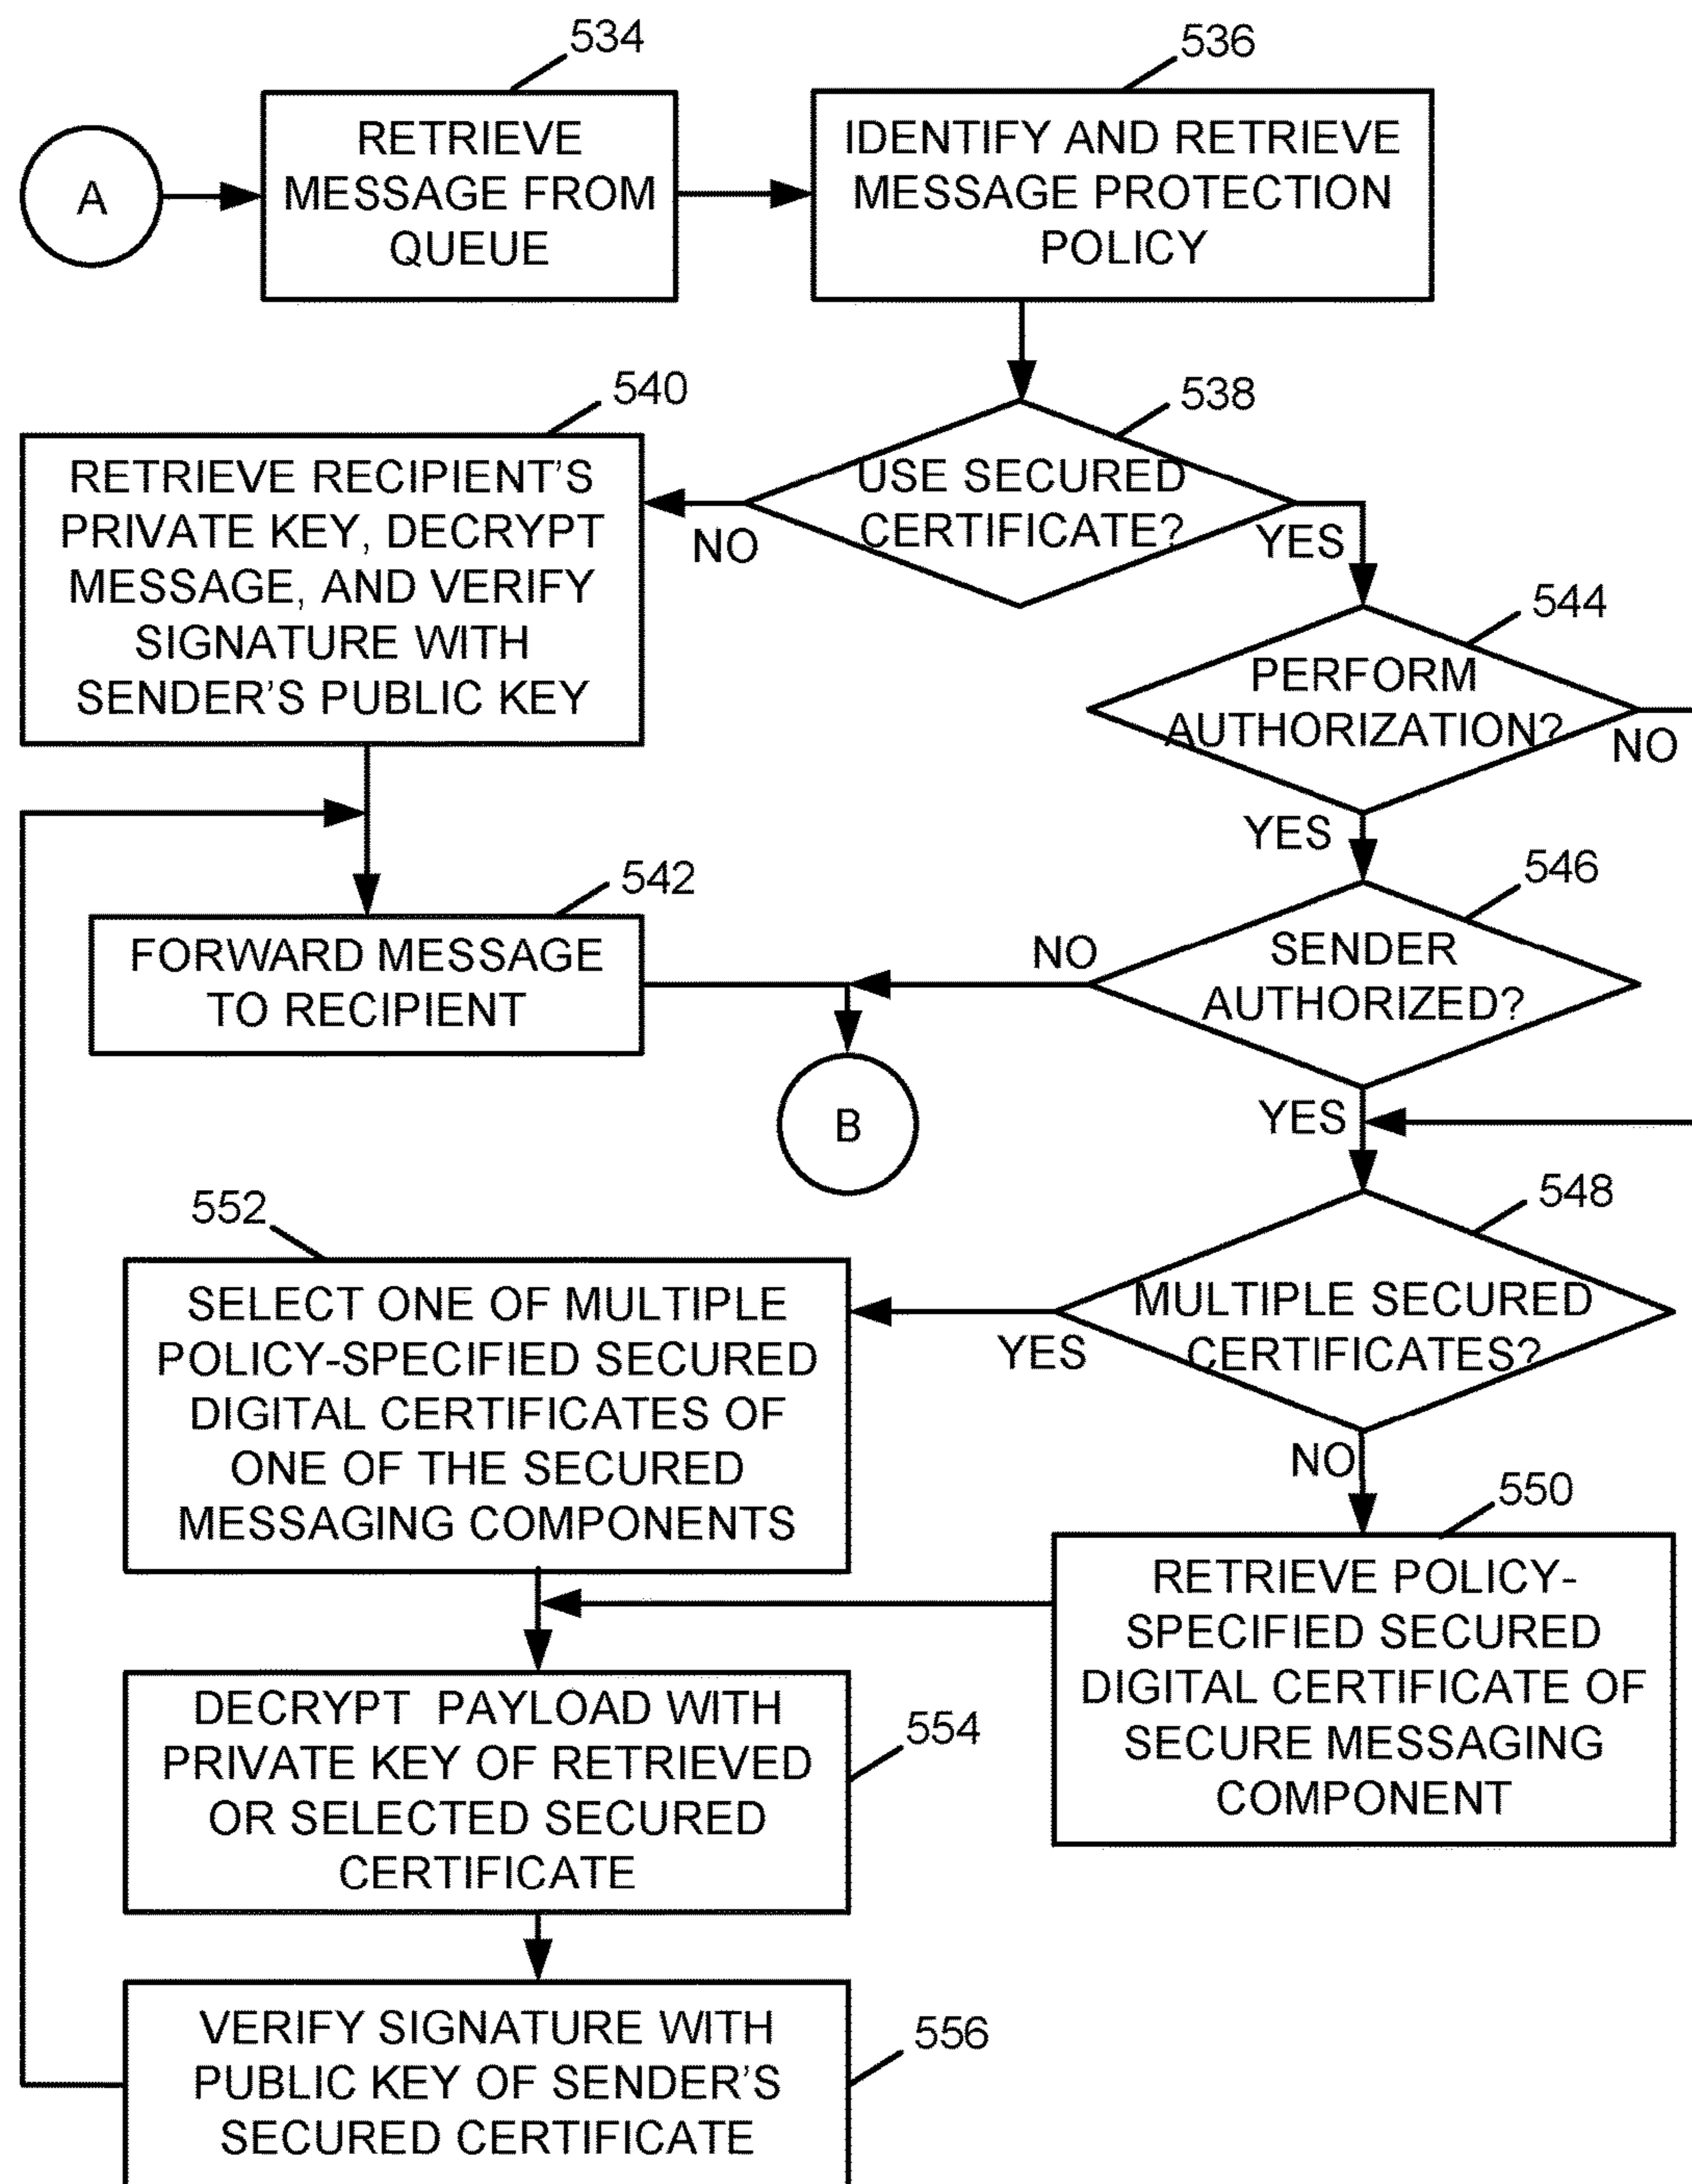 534
536
A
RETRIEVE
MESSAGE FROM
QUEUE
IDENTIFY AND RETRIEVE
MESSAGE PROTECTION
POLICY
540
538
RETRIEVE RECIPIENT'S
PRIVATE KEY, DECRYPT
MESSAGE, AND VERIFY
SIGNATURE WITH
SENDER'S PUBLIC KEY
USE SECURED
CERTIFICATE?
NO
YES
544
PERFORM
AUTHORIZATION?
NO
YES
542
546
FORWARD MESSAGE
TO RECIPIENT
NO
SENDER
AUTHORIZED?
B
YES
552
548
SELECT ONE OF MULTIPLE
POLICY-SPECIFIED SECURED
DIGITAL CERTIFICATES OF
ONE OF THE SECURED
MESSAGING COMPONENTS
MULTIPLE SECURED
CERTIFICATES?
YES
NO
550
RETRIEVE POLICY-
SPECIFIED SECURED
DIGITAL CERTIFICATE OF
SECURE MESSAGING
COMPONENT
DECRYPT PAYLOAD WITH
PRIVATE KEY OF RETRIEVED
OR SELECTED SECURED
CERTIFICATE
554
VERIFY SIGNATURE WITH
PUBLIC KEY OF SENDER'S
SECURED CERTIFICATE
556